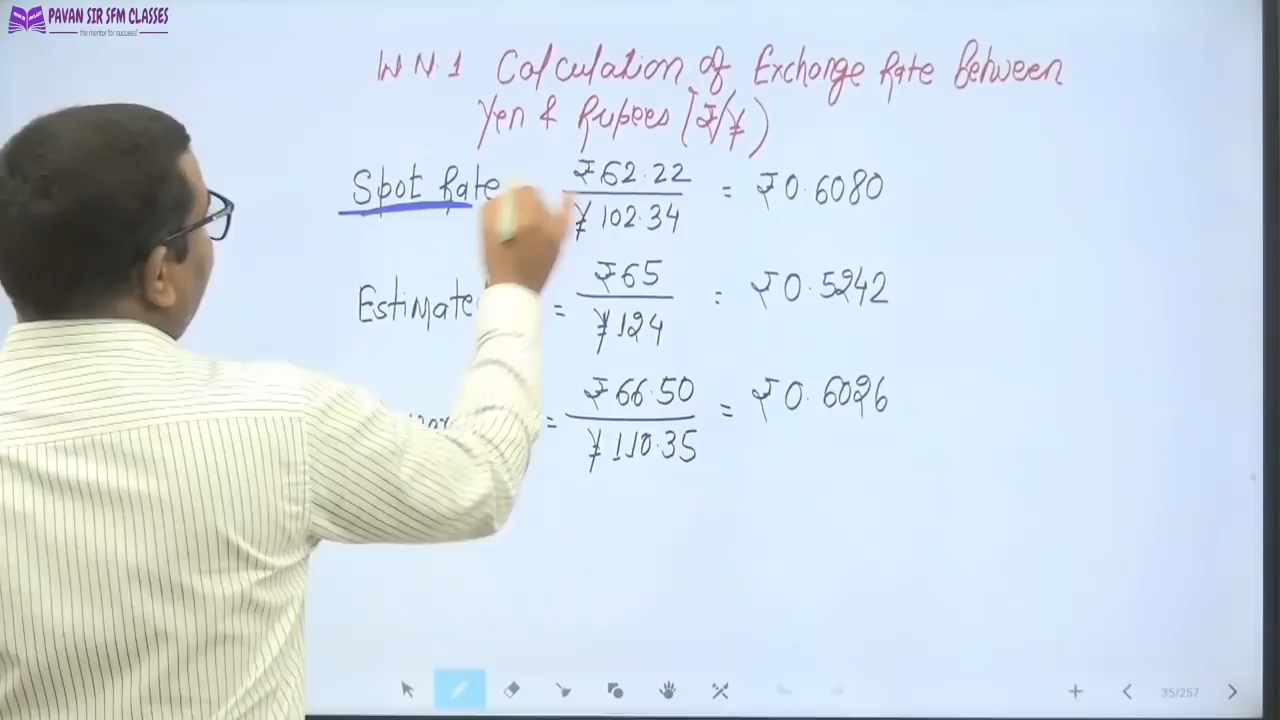 PAVAN SIR SFM CLASSES
the mentor for success!
W N.1 Calculation of Exchange Rate Between
Yen & Rupees [₹/¥)
Spot Rate ₹62.22 / ¥102.34 = ₹0.6080
Estimate = ₹65 / ¥124 = ₹0.5242
= ₹66.50 / ¥110.35 = ₹0.6026
35/257